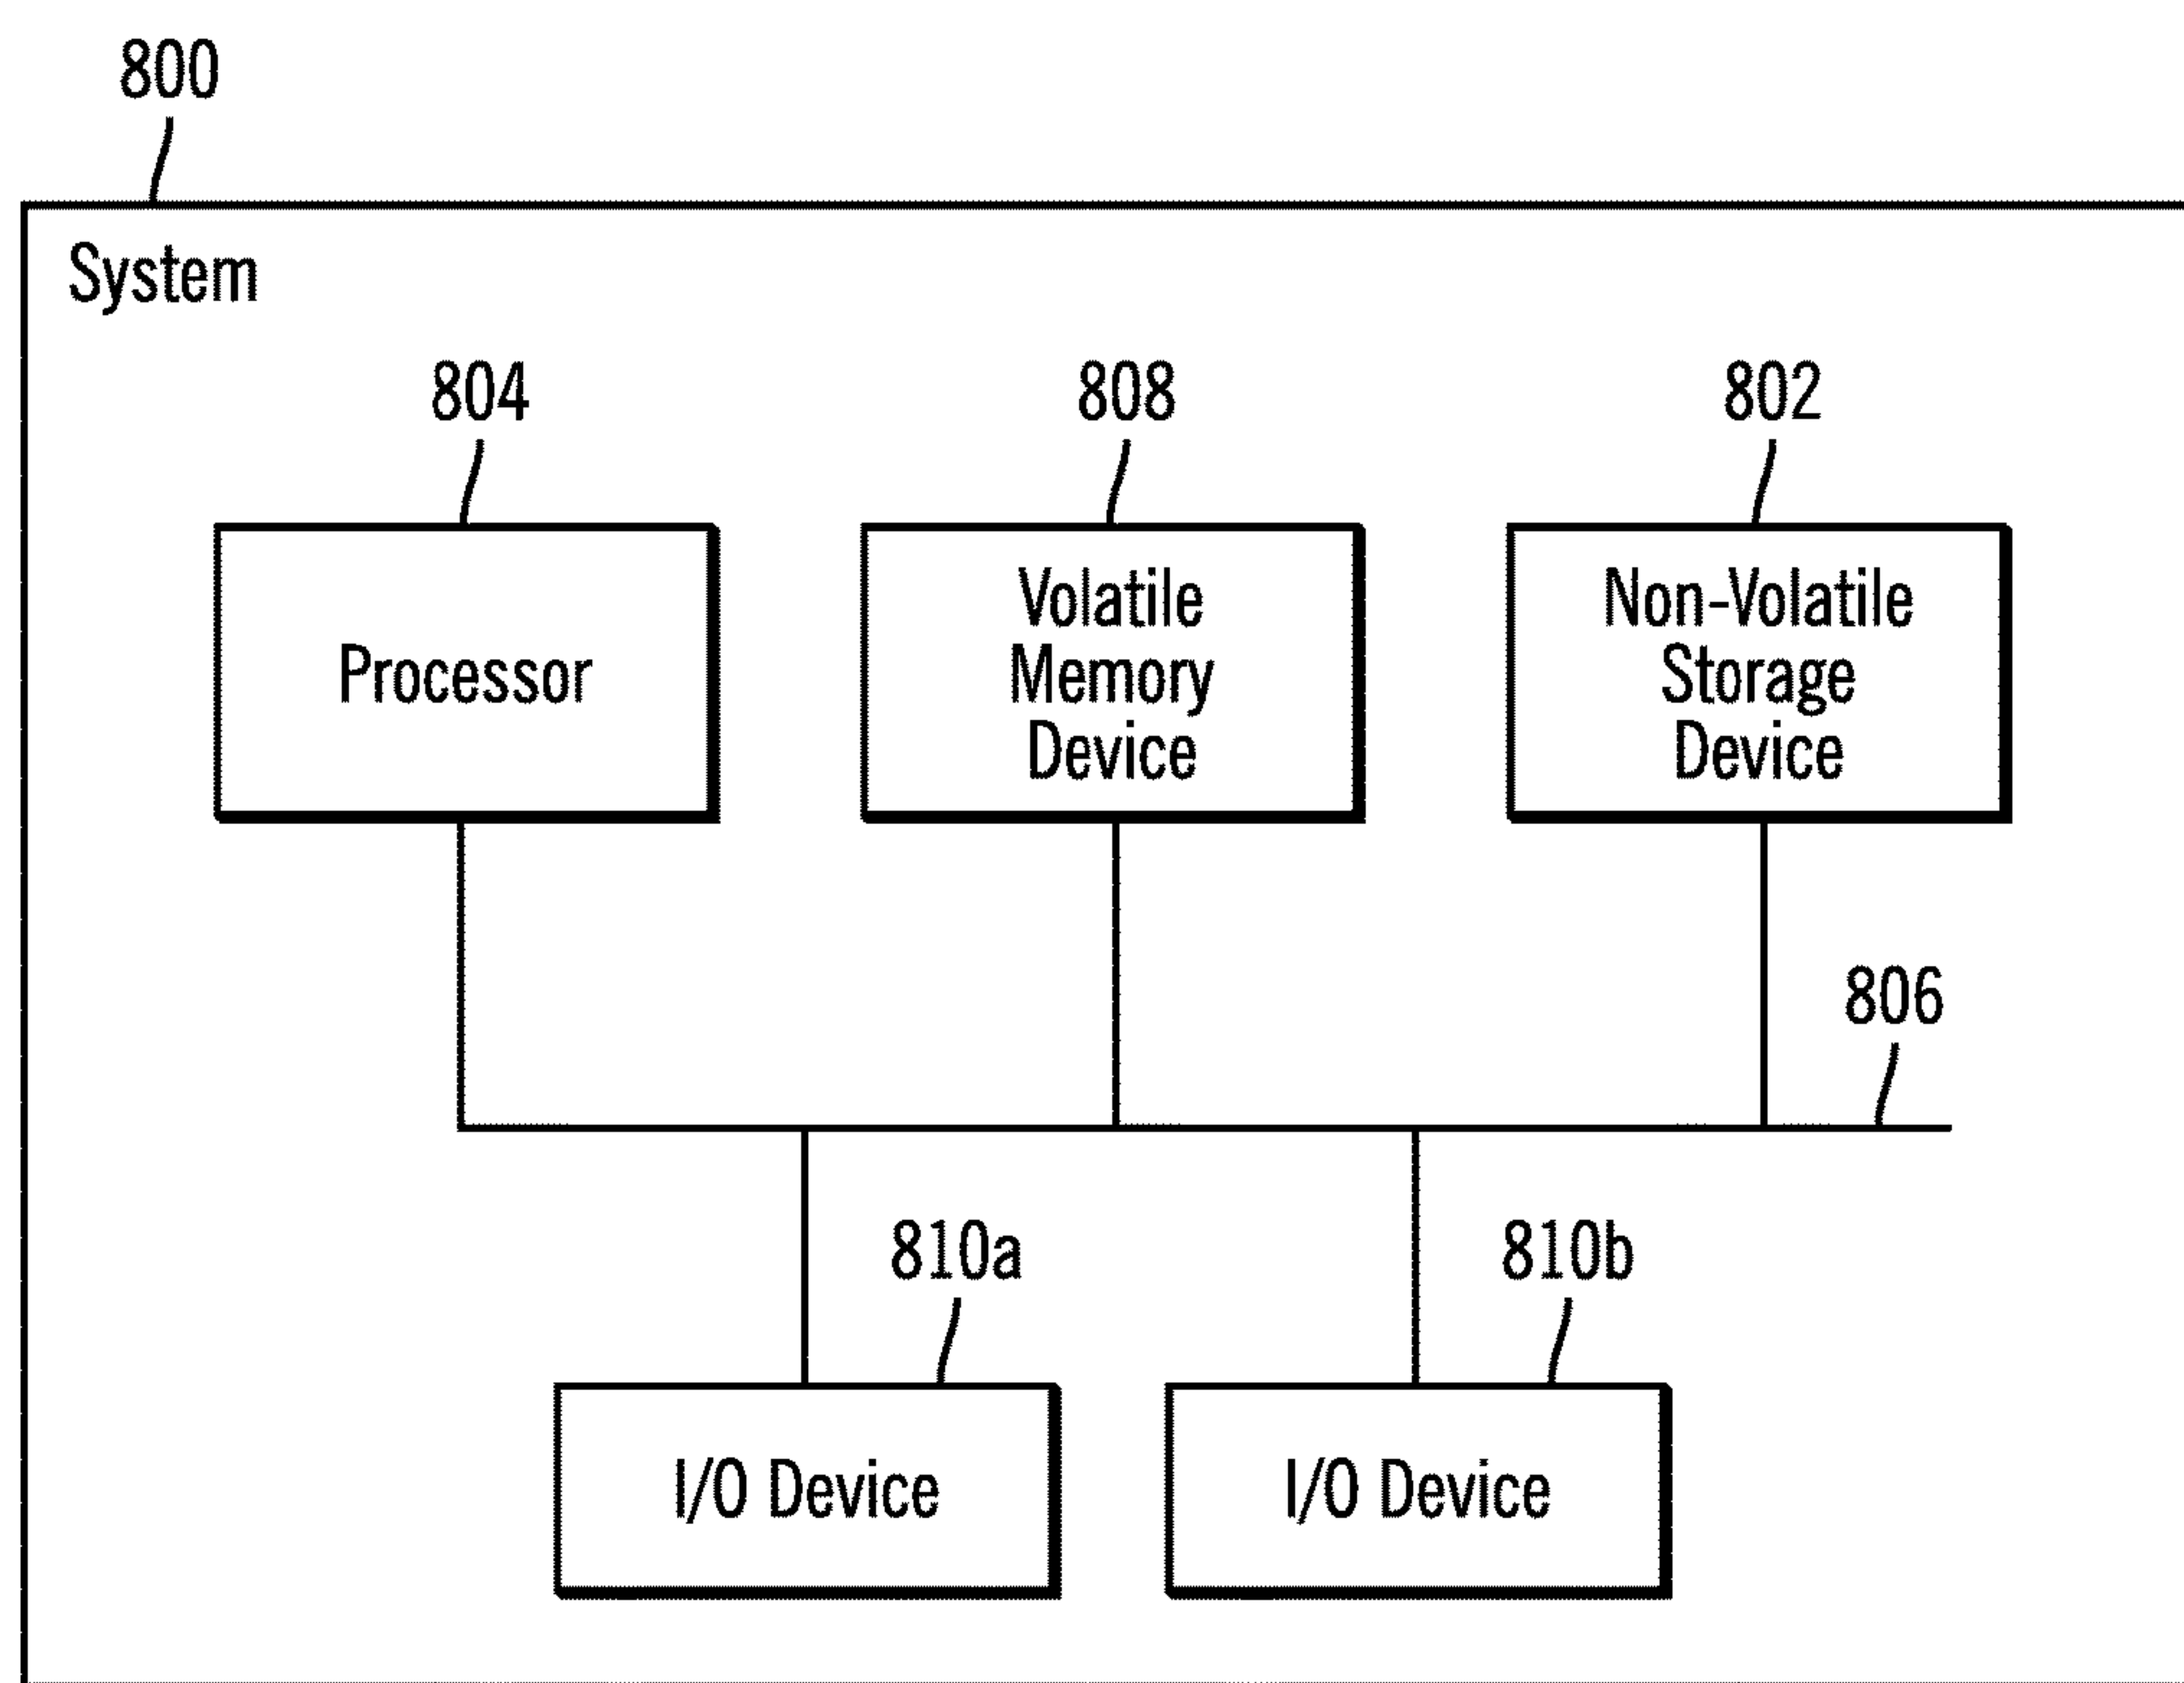 800
System
804
808
802
Processor
Volatile
Memory
Device
Non-Volatile
Storage
Device
806
810a
810b
I/O Device
I/O Device